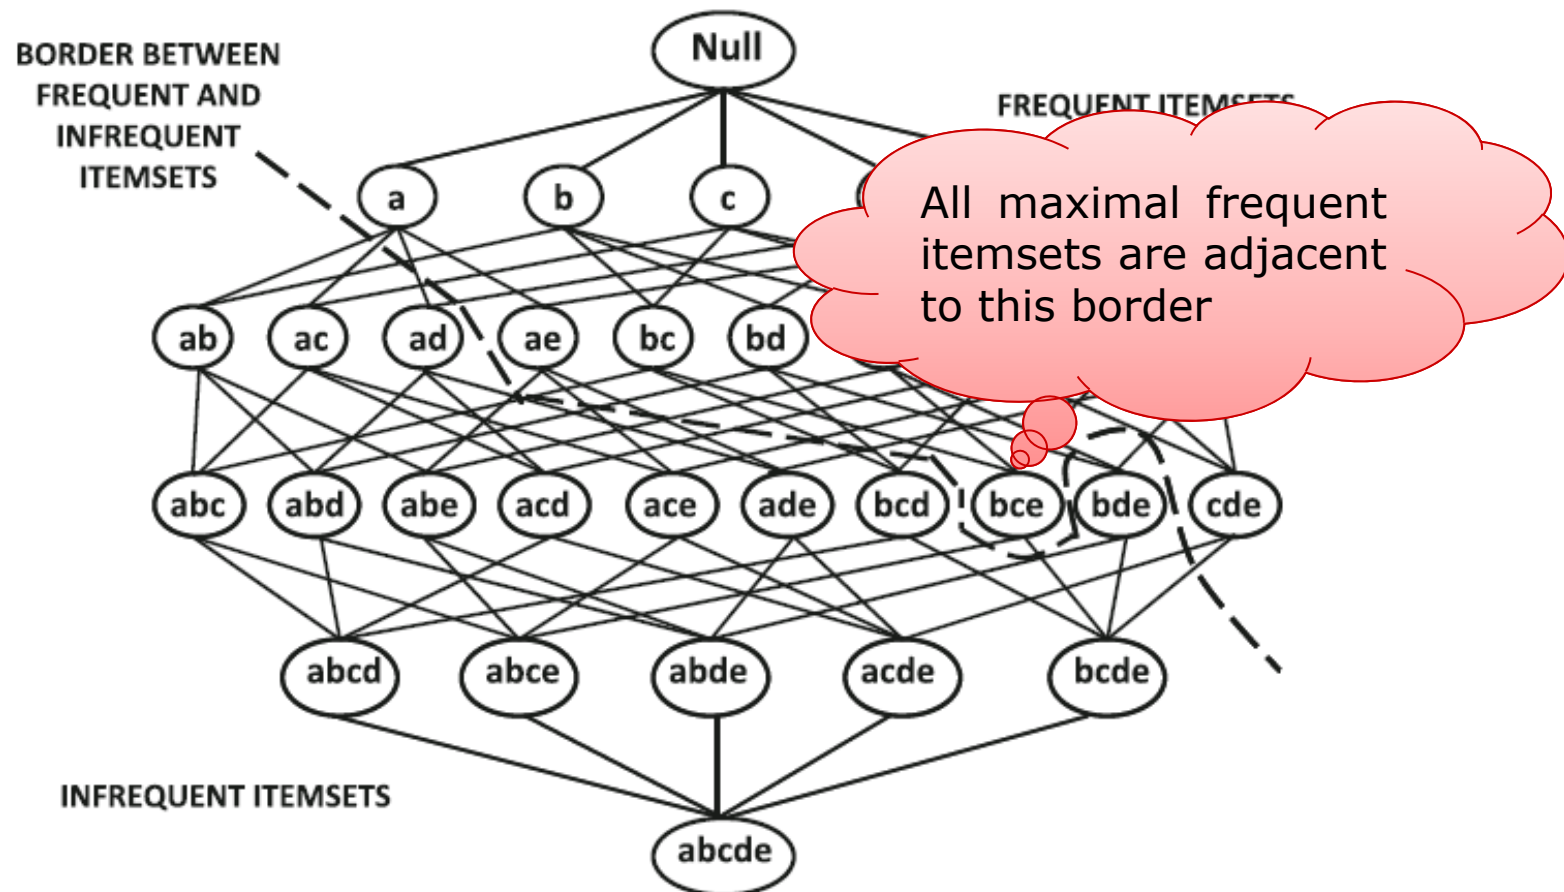 Null
BORDER BETWEEN
FREQUENT AND
INFREQUENT
ITEMSETS
FREQUENT ITEMSETS
a b c
All maximal frequent
itemsets are adjacent
to this border
ab ac ad ae bc bd
abc abd abe acd ace ade bcd bce bde cde
abcd abce abde acde bcde
INFREQUENT ITEMSETS
abcde